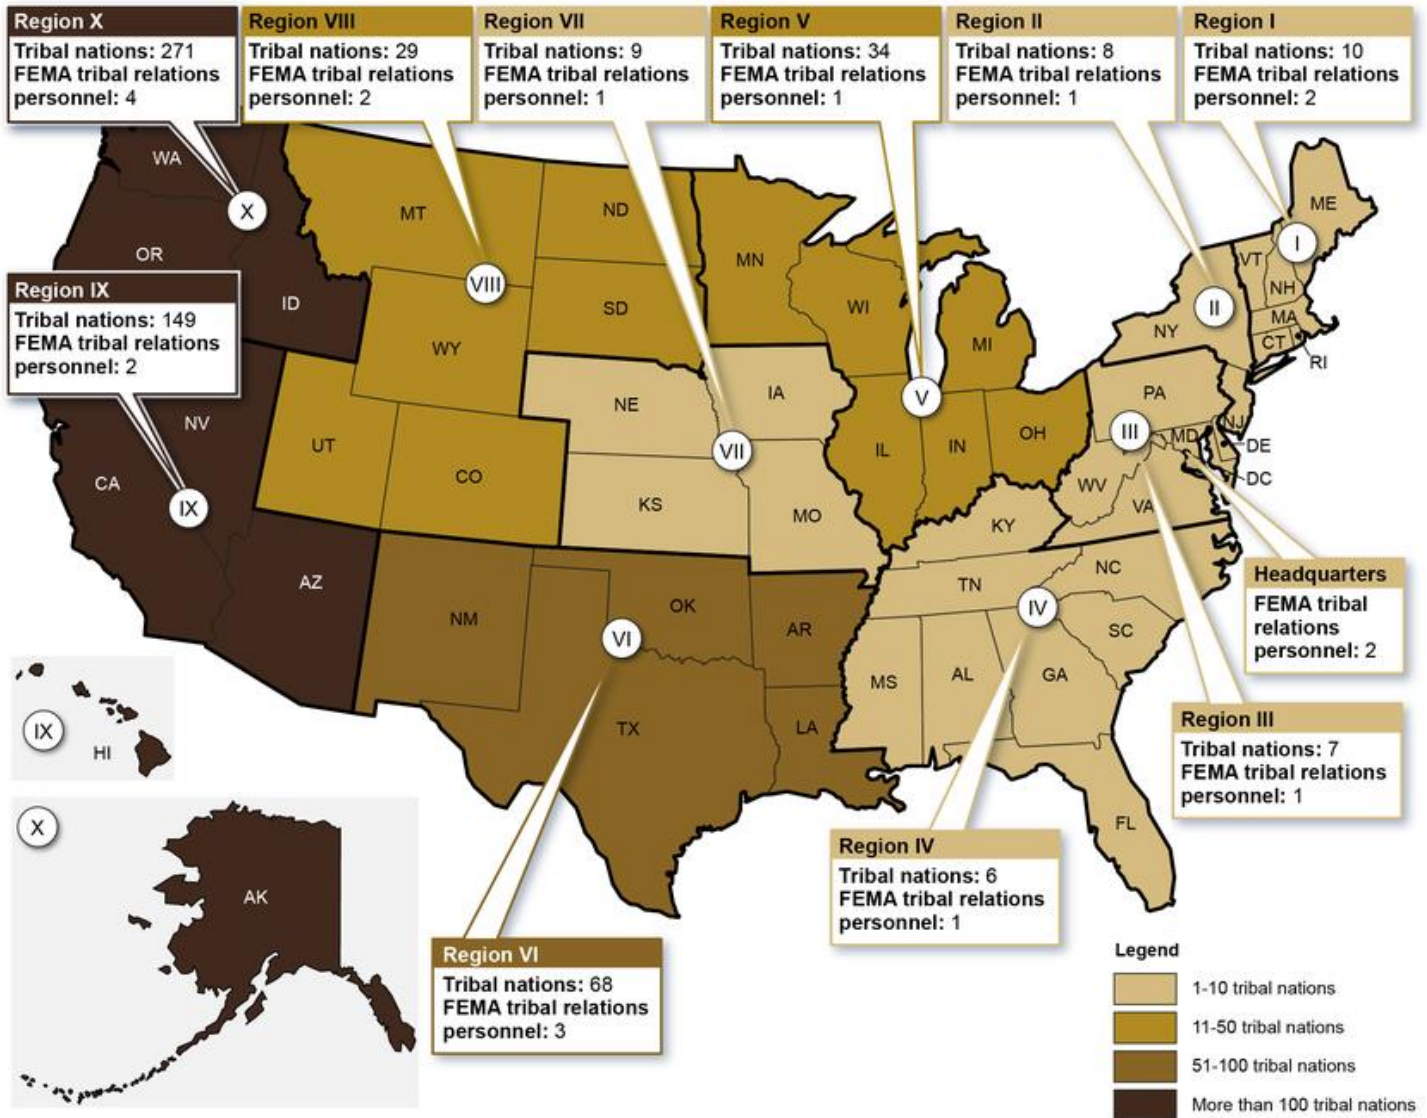 Region X
Tribal nations: 271
FEMA tribal relations
personnel: 4
Region VIII
Tribal nations: 29
FEMA tribal relations
personnel: 2
Region VII
Tribal nations: 9
FEMA tribal relations
personnel: 1
Region V
Tribal nations: 34
FEMA tribal relations
personnel: 1
Region II
Tribal nations: 8
FEMA tribal relations
personnel: 1
Region I
Tribal nations: 10
FEMA tribal relations
personnel: 2
WA
X
OR
ID
Region IX
Tribal nations: 149
FEMA tribal relations
personnel: 2
NV
CA
IX
AZ
MT
ND
VIII
SD
WY
UT
CO
NE
IA
VII
KS
MO
MN
WI
MI
V
IL
IN
OH
ME
I
VT
NH
II
NY
MA
CT
RI
PA
III
MD
NJ
DE
DC
WV
VA
KY
NC
TN
IV
SC
MS
AL
GA
FL
NM
OK
AR
VI
TX
LA
Headquarters
FEMA tribal
relations
personnel: 2
Region III
Tribal nations: 7
FEMA tribal relations
personnel: 1
Region IV
Tribal nations: 6
FEMA tribal relations
personnel: 1
Region VI
Tribal nations: 68
FEMA tribal relations
personnel: 3
IX
HI
X
AK
Legend
1-10 tribal nations
11-50 tribal nations
51-100 tribal nations
More than 100 tribal nations